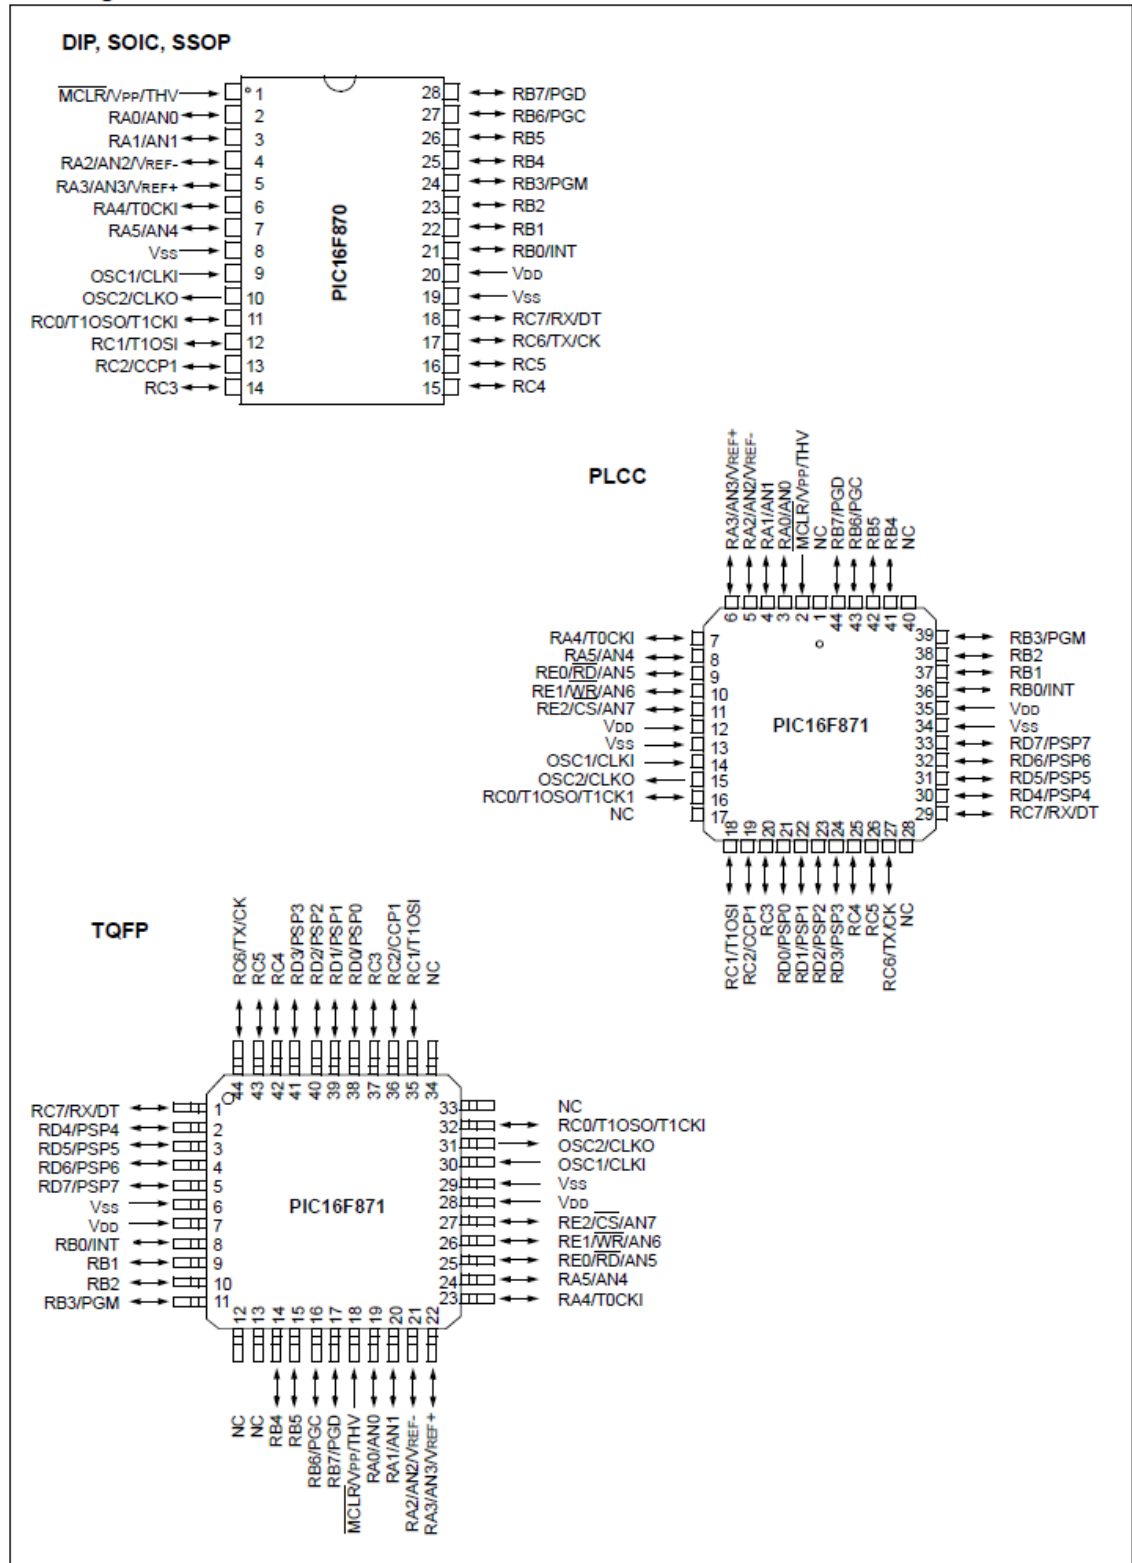 DIP, SOIC, SSOP
MCLR/VPP/THV 1 28 RB7/PGD
RA0/AN0 2 27 RB6/PGC
RA1/AN1 3 26 RB5
RA2/AN2/VREF- 4 25 RB4
RA3/AN3/VREF+ 5 24 RB3/PGM
RA4/T0CKI 6 23 RB2
RA5/AN4 7 22 RB1
VSS 8 21 RB0/INT
OSC1/CLKI 9 20 VDD
OSC2/CLKO 10 19 VSS
RC0/T1OSO/T1CKI 11 18 RC7/RX/DT
RC1/T1OSI 12 17 RC6/TX/CK
RC2/CCP1 13 16 RC5
RC3 14 15 RC4
PIC16F870
PLCC
RA3/AN3/VREF+
RA2/AN2/VREF-
RA1/AN1
RA0/AN0
MCLR/VPP/THV
NC
RB7/PGD
RB6/PGC
RB5
RB4
NC
6 5 4 3 2 1 44 43 42 41 40
RA4/T0CKI 7 39 RB3/PGM
RA5/AN4 8 38 RB2
RE0/RD/AN5 9 37 RB1
RE1/WR/AN6 10 36 RB0/INT
RE2/CS/AN7 11 35 VDD
VDD 12 34 VSS
VSS 13 33 RD7/PSP7
OSC1/CLKI 14 32 RD6/PSP6
OSC2/CLKO 15 31 RD5/PSP5
RC0/T1OSO/T1CK1 16 30 RD4/PSP4
NC 17 29 RC7/RX/DT
PIC16F871
18 19 20 21 22 23 24 25 26 27 28
RC1/T1OSI
RC2/CCP1
RC3
RD0/PSP0
RD1/PSP1
RD2/PSP2
RD3/PSP3
RC4
RC5
RC6/TX/CK
NC
TQFP
RC6/TX/CK
RC5
RC4
RD3/PSP3
RD2/PSP2
RD1/PSP1
RD0/PSP0
RC3
RC2/CCP1
RC1/T1OSI
NC
44 43 42 41 40 39 38 37 36 35 34
RC7/RX/DT 1 33 NC
RD4/PSP4 2 32 RC0/T1OSO/T1CKI
RD5/PSP5 3 31 OSC2/CLKO
RD6/PSP6 4 30 OSC1/CLKI
RD7/PSP7 5 29 VSS
VSS 6 28 VDD
VDD 7 27 RE2/CS/AN7
RB0/INT 8 26 RE1/WR/AN6
RB1 9 25 RE0/RD/AN5
RB2 10 24 RA5/AN4
RB3/PGM 11 23 RA4/T0CKI
PIC16F871
12 13 14 15 16 17 18 19 20 21 22
NC
NC
RB4
RB5
RB6/PGC
RB7/PGD
MCLR/VPP/THV
RA0/AN0
RA1/AN1
RA2/AN2/VREF-
RA3/AN3/VREF+